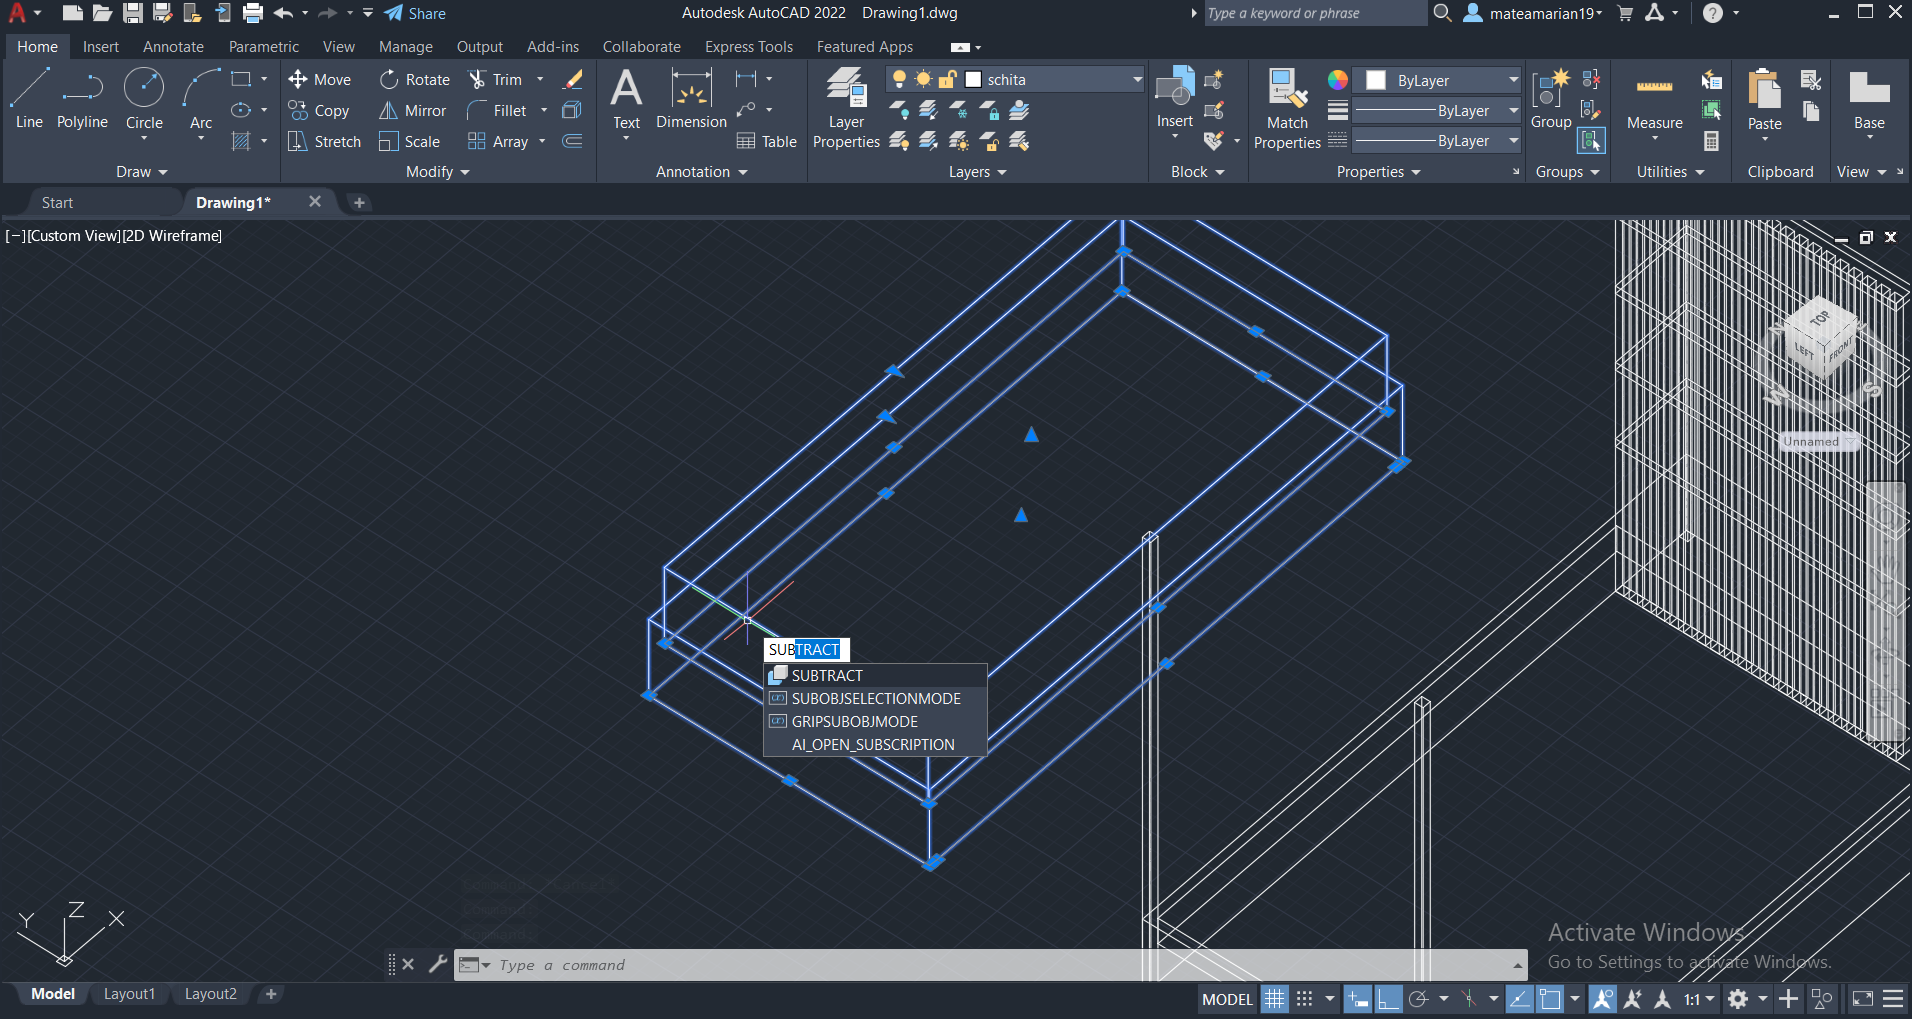 Share
Autodesk AutoCAD 2022 Drawing1.dwg
Type a keyword or phrase
mateamarian19
Home Insert Annotate Parametric View Manage Output Add-ins Collaborate Express Tools Featured Apps
Line Polyline Circle Arc
Move Rotate Trim
Copy Mirror Fillet
Stretch Scale Array
Text Dimension Table
Layer Properties
schita
Insert
Match Properties
ByLayer
ByLayer
ByLayer
Group
Measure
Paste
Base
Draw Modify Annotation Layers Block Properties Groups Utilities Clipboard View
Start Drawing1*
[−][Custom View][2D Wireframe]
TOP
LEFT FRONT
W S
Unnamed
SUBTRACT
SUBTRACT
SUBOBJSELECTIONMODE
GRIPSUBOBJMODE
AI_OPEN_SUBSCRIPTION
Y Z X
Type a command
Activate Windows
Go to Settings to activate Windows.
Model Layout1 Layout2
MODEL 1:1